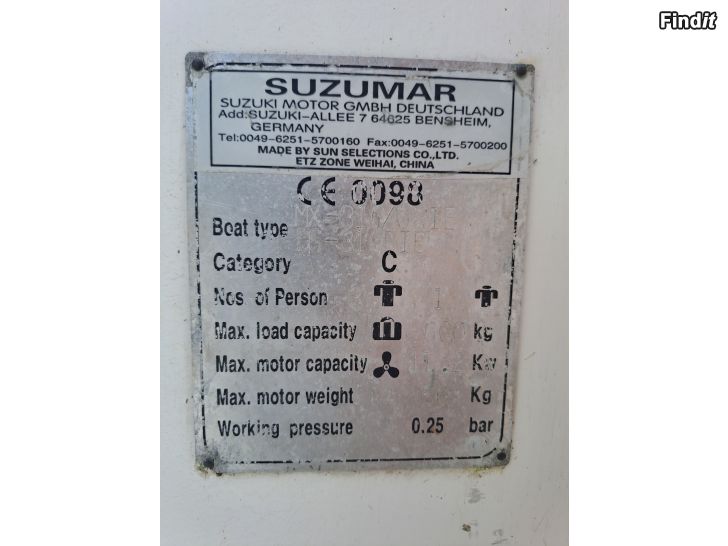 Findit
SUZUMAR
SUZUKI MOTOR GMBH DEUTSCHLAND
Add:SUZUKI-ALLEE 7 64625 BENSHEIM,
GERMANY
Tel:0049-6251-5700160 Fax:0049-6251-5700200
MADE BY SUN SELECTIONS CO.,LTD.
ETZ ZONE WEIHAI, CHINA
CE 0098
Boat type
Category C
Nos of Person 1
Max. load capacity kg
Max. motor capacity Kw
Max. motor weight Kg
Working pressure 0.25 bar